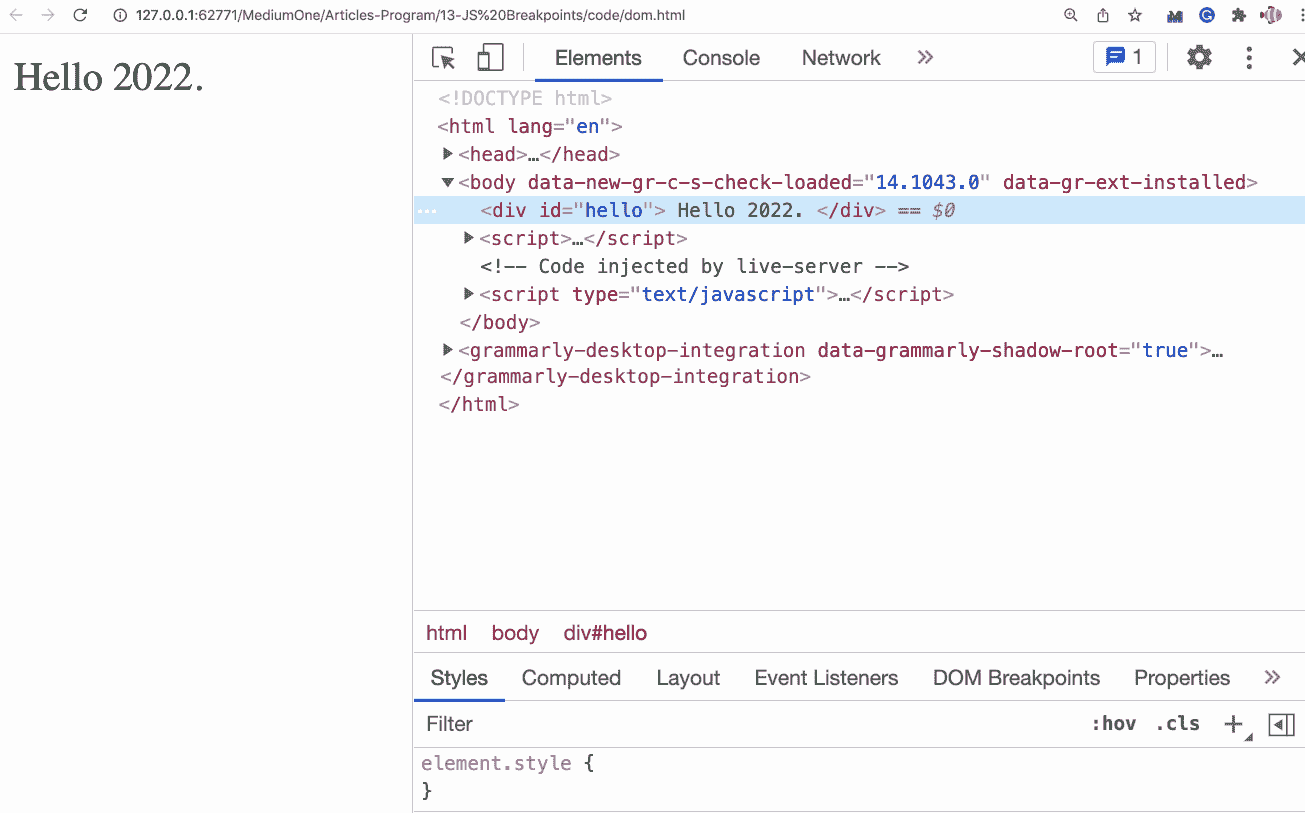 127.0.0.1:62771/MediumOne/Articles-Program/13-JS%20Breakpoints/code/dom.html
Hello 2022.
Elements Console Network » 1
<!DOCTYPE html>
<html lang="en">
<head>…</head>
<body data-new-gr-c-s-check-loaded="14.1043.0" data-gr-ext-installed>
… <div id="hello"> Hello 2022. </div> == $0
<script>…</script>
<!-- Code injected by live-server -->
<script type="text/javascript">…</script>
</body>
<grammarly-desktop-integration data-grammarly-shadow-root="true">…
</grammarly-desktop-integration>
</html>
html body div#hello
Styles Computed Layout Event Listeners DOM Breakpoints Properties »
Filter :hov .cls +
element.style {
}